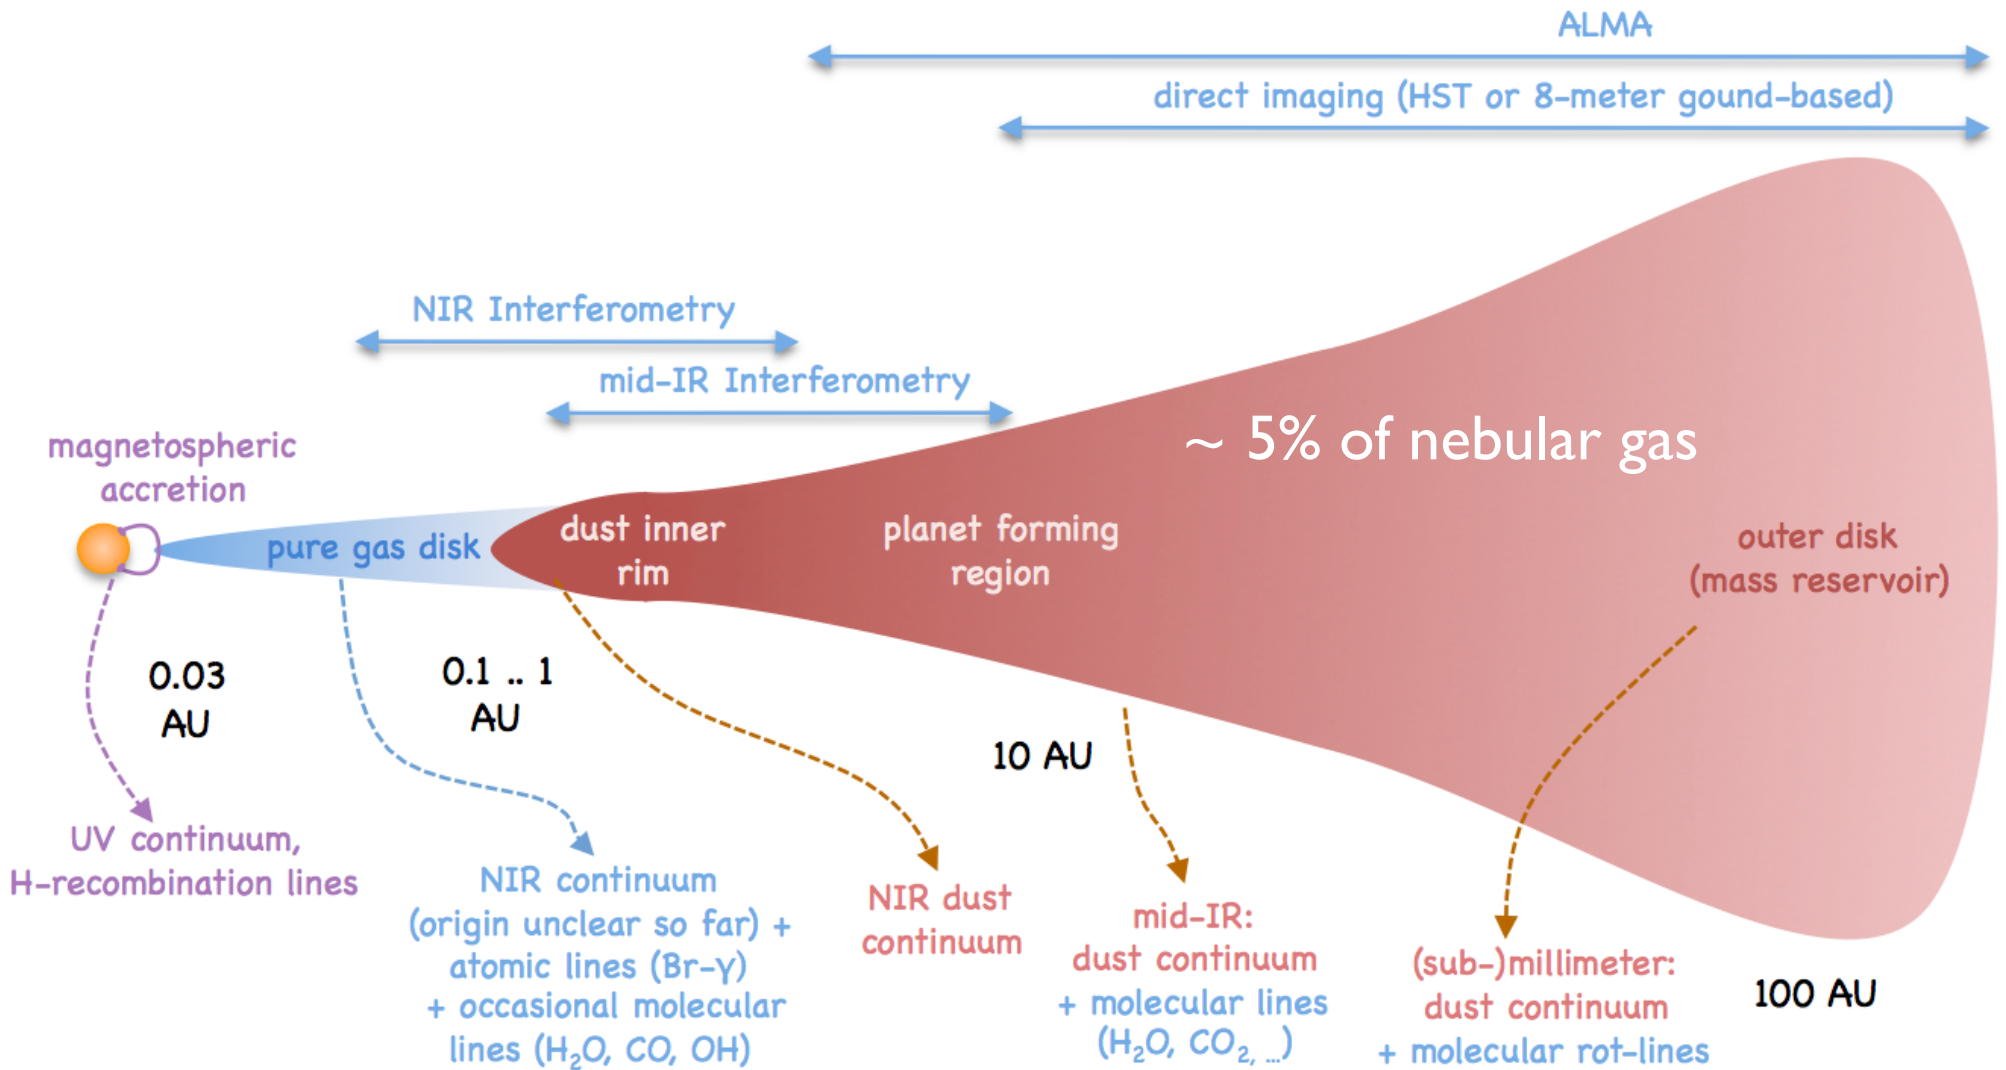 ALMA
direct imaging (HST or 8-meter gound-based)
NIR Interferometry
mid-IR Interferometry
~ 5% of nebular gas
magnetospheric
accretion
pure gas disk
dust inner
rim
planet forming
region
outer disk
(mass reservoir)
0.03
AU
0.1 .. 1
AU
10 AU
100 AU
UV continuum,
H-recombination lines
NIR continuum
(origin unclear so far) +
atomic lines (Br-γ)
+ occasional molecular
lines (H₂O, CO, OH)
NIR dust
continuum
mid-IR:
dust continuum
+ molecular lines
(H₂O, CO₂, ...)
(sub-)millimeter:
dust continuum
+ molecular rot-lines